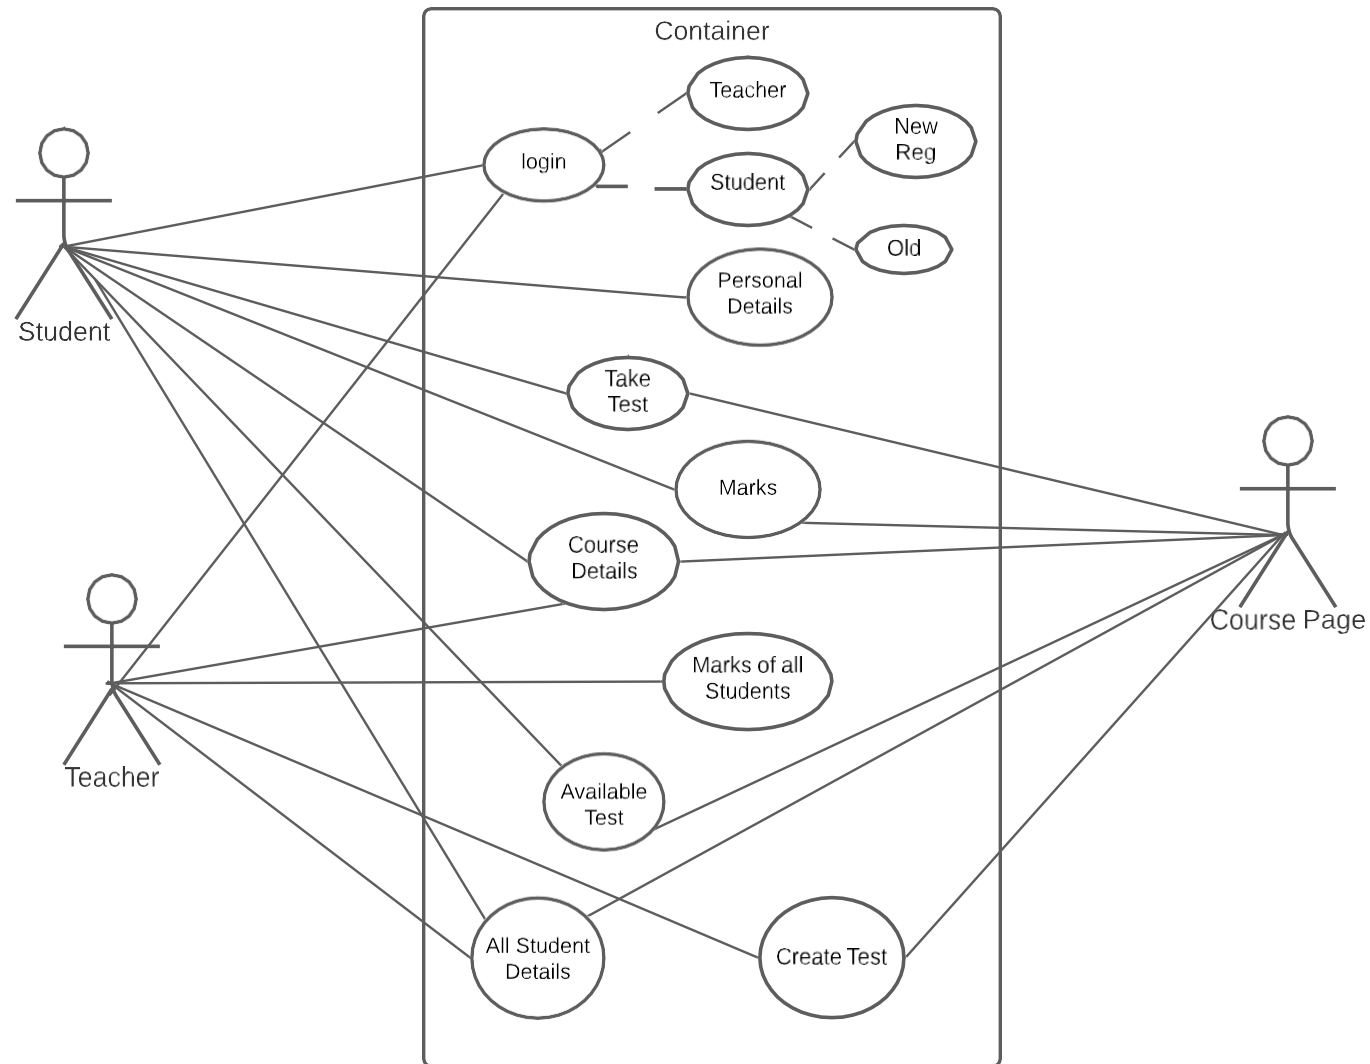 Container
Teacher
New
Reg
login
Student
Old
Personal
Details
Student
Take
Test
Marks
Course
Details
Course Page
Marks of all
Students
Teacher
Available
Test
All Student
Details
Create Test